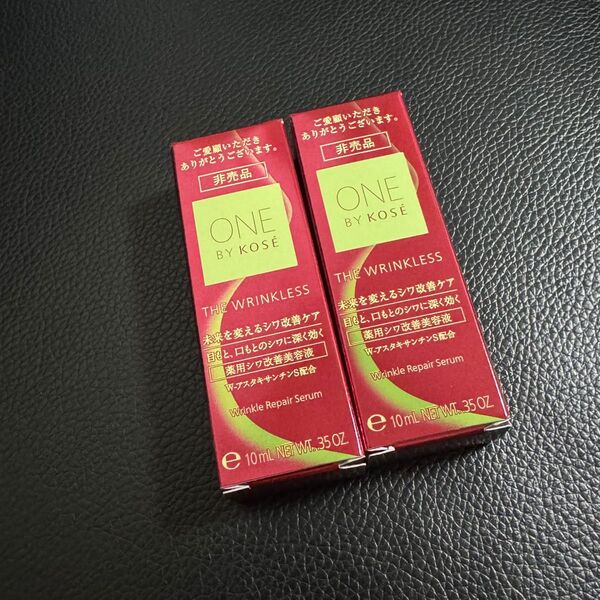 ご愛顧いただき
ありがとうございます。
非売品
ONE
BY KOSÉ
THE WRINKLESS
未来を変えるシワ改善ケア
目もと、口もとのシワに深く効く
薬用シワ改善美容液
W-アスタキサンチンS配合
Wrinkle Repair Serum
e 10 mL NET WT. .35 OZ.
ご愛顧いただき
ありがとうございます。
非売品
ONE
BY KOSÉ
THE WRINKLESS
未来を変えるシワ改善ケア
目もと、口もとのシワに深く効く
薬用シワ改善美容液
W-アスタキサンチンS配合
Wrinkle Repair Serum
e 10 mL NET WT. .35 OZ.